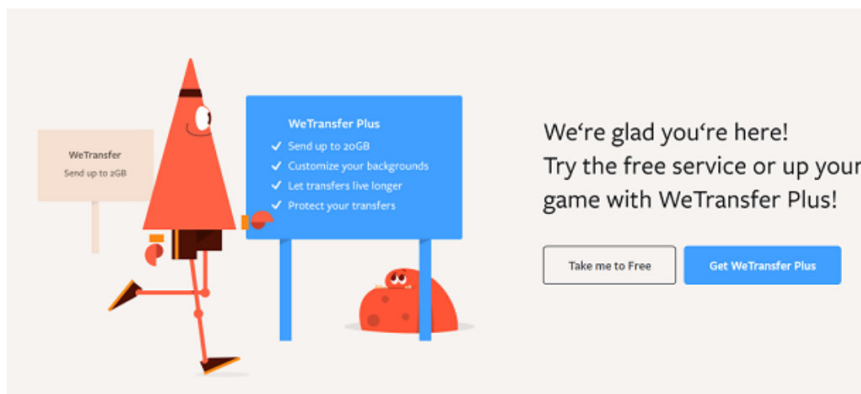 WeTransfer
Send up to 2GB
WeTransfer Plus
Send up to 20GB
Customize your backgrounds
Let transfers live longer
Protect your transfers
We‘re glad you‘re here!
Try the free service or up your
game with WeTransfer Plus!
Take me to Free
Get WeTransfer Plus